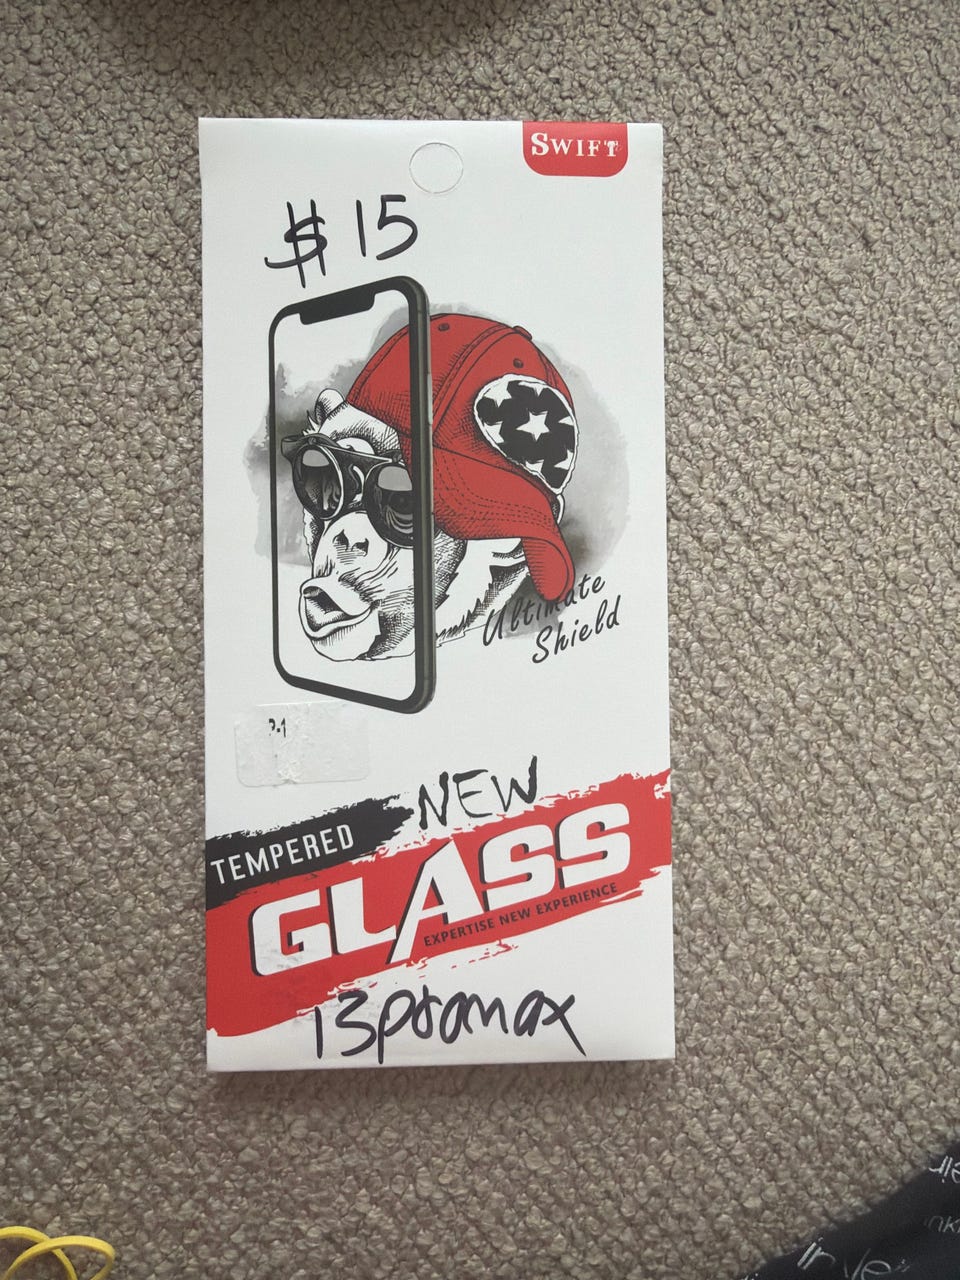 SWIFT
$15
Ultimate
Shield
NEW
TEMPERED
GLASS
EXPERTISE NEW EXPERIENCE
13promax